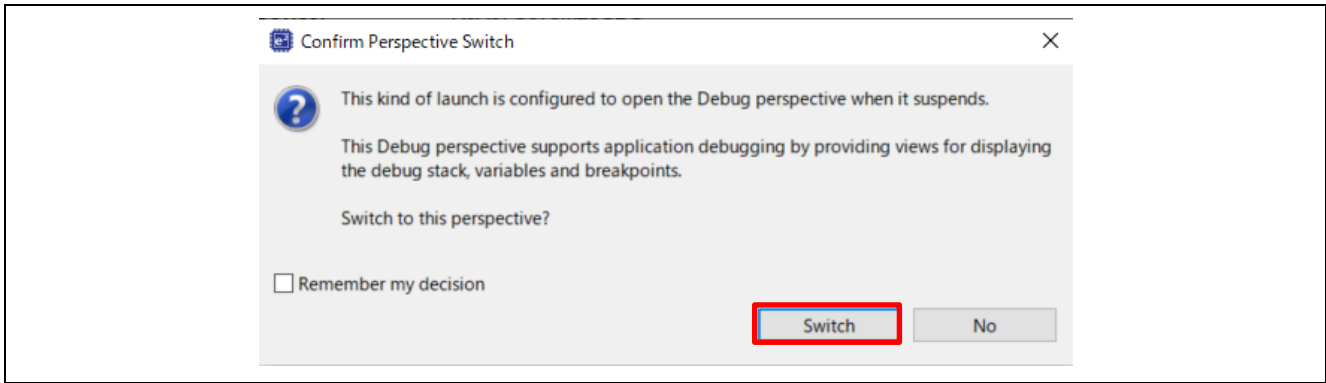 Confirm Perspective Switch
This kind of launch is configured to open the Debug perspective when it suspends.
This Debug perspective supports application debugging by providing views for displaying
the debug stack, variables and breakpoints.
Switch to this perspective?
Remember my decision
Switch No